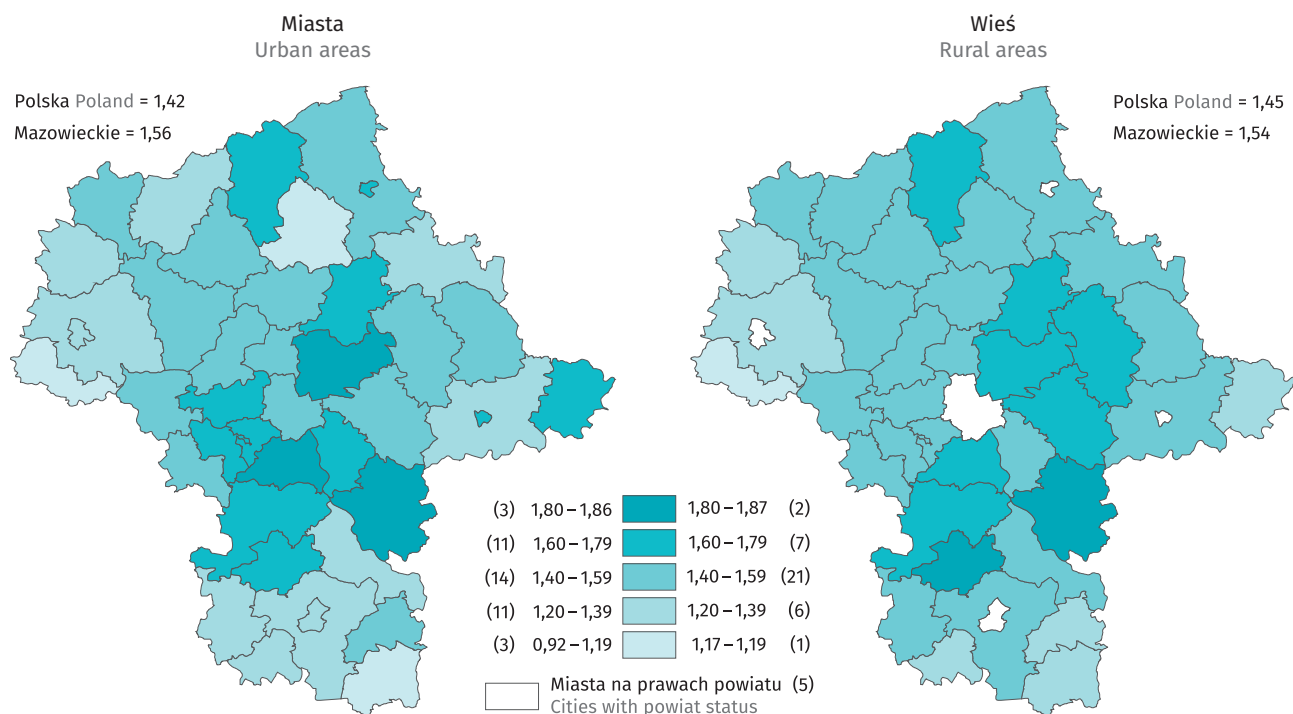 Miasta
Urban areas
Wieś
Rural areas
Polska Poland = 1,42
Mazowieckie = 1,56
Polska Poland = 1,45
Mazowieckie = 1,54
(3) 1,80 – 1,86 1,80 – 1,87 (2)
(11) 1,60 – 1,79 1,60 – 1,79 (7)
(14) 1,40 – 1,59 1,40 – 1,59 (21)
(11) 1,20 – 1,39 1,20 – 1,39 (6)
(3) 0,92 – 1,19 1,17 – 1,19 (1)
Miasta na prawach powiatu (5)
Cities with powiat status